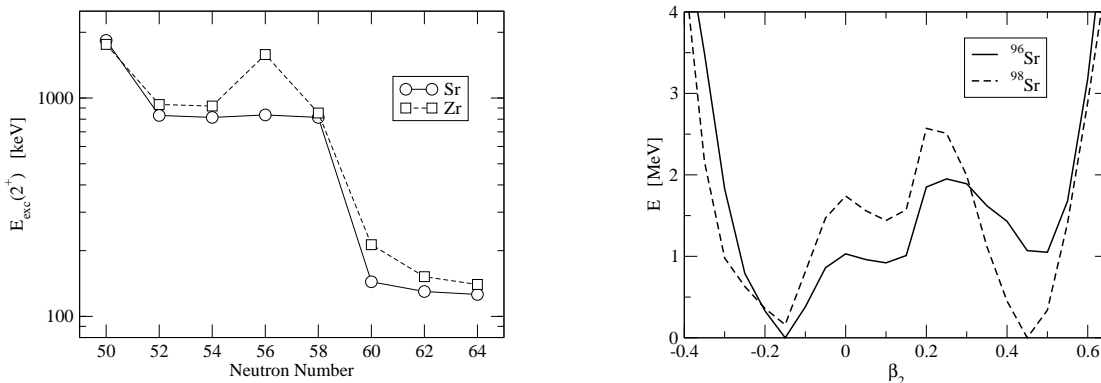 1000
100
E_exc(2^+) [keV]
50 52 54 56 58 60 62 64
Neutron Number
Sr
Zr
4
3
2
1
0
E [MeV]
-0.4 -0.2 0 0.2 0.4 0.6
β_2
^96Sr
^98Sr